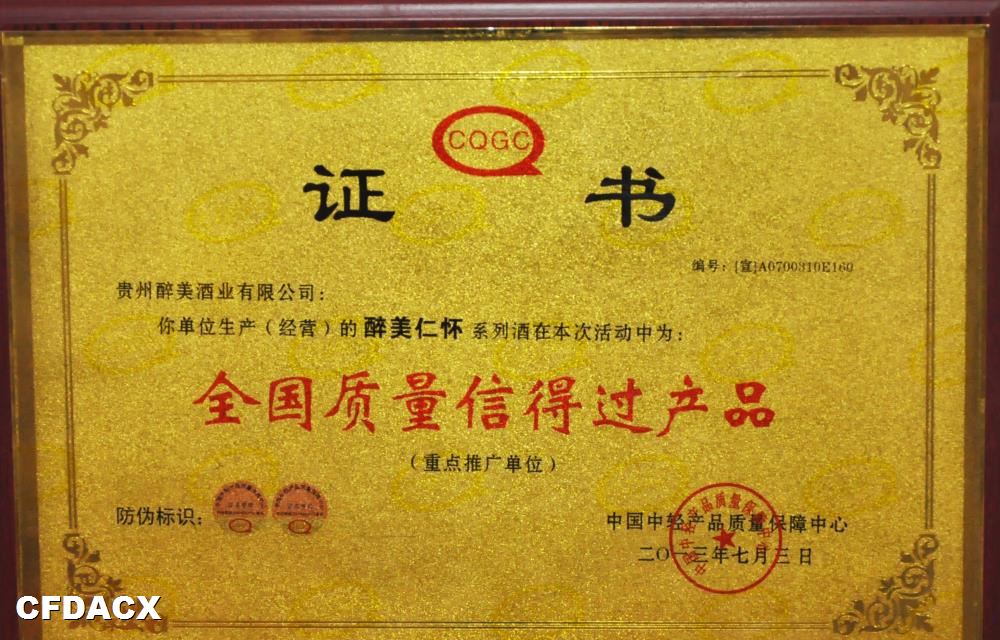 CQGC
证 书
编号：[宣]A0700310E160
贵州醉美酒业有限公司：
你单位生产（经营）的 醉美仁怀 系列酒在本次活动中为：
全国质量信得过产品
（重点推广单位）
防伪标识：
中国中轻产品质量保障中心
二〇一三年七月三日
CFDACX